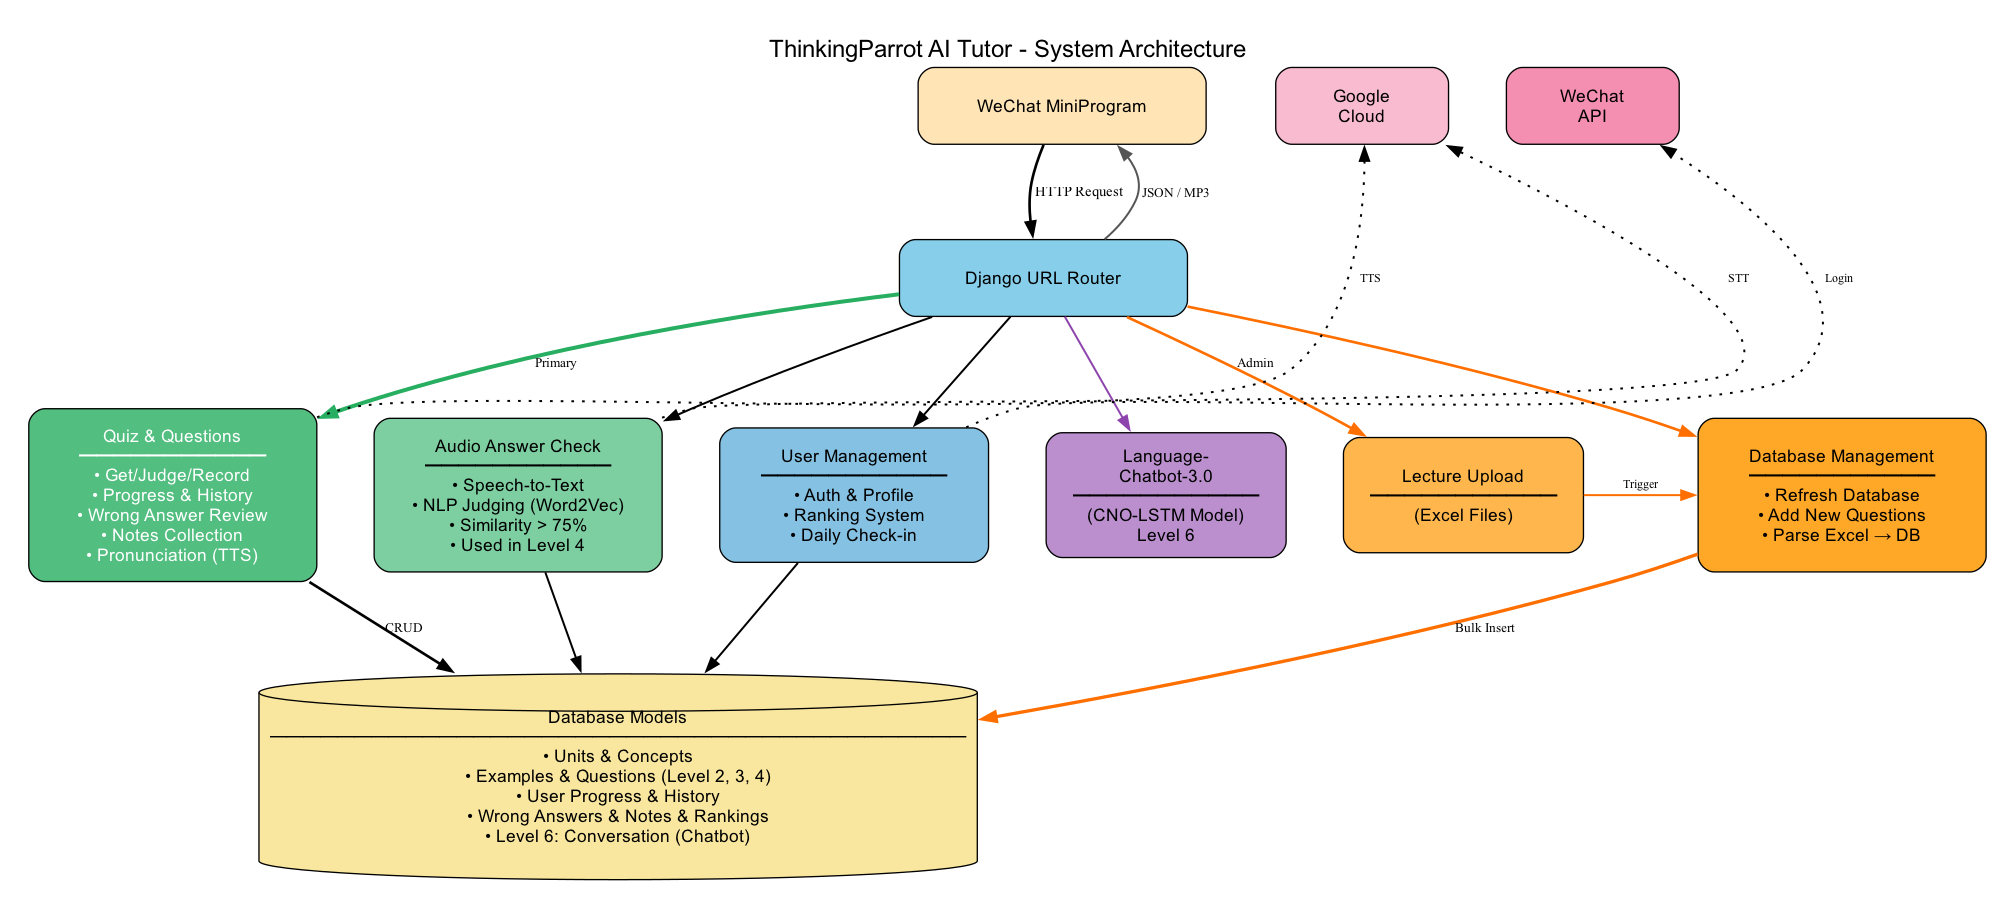 ThinkingParrot AI Tutor - System Architecture
WeChat MiniProgram
Google
Cloud
WeChat
API
HTTP Request
JSON / MP3
Django URL Router
TTS
STT
Login
Primary
Admin
Quiz & Questions
• Get/Judge/Record
• Progress & History
• Wrong Answer Review
• Notes Collection
• Pronunciation (TTS)
Audio Answer Check
• Speech-to-Text
• NLP Judging (Word2Vec)
• Similarity > 75%
• Used in Level 4
User Management
• Auth & Profile
• Ranking System
• Daily Check-in
Language-
Chatbot-3.0
(CNO-LSTM Model)
Level 6
Lecture Upload
(Excel Files)
Trigger
Database Management
• Refresh Database
• Add New Questions
• Parse Excel → DB
CRUD
Bulk Insert
Database Models
• Units & Concepts
• Examples & Questions (Level 2, 3, 4)
• User Progress & History
• Wrong Answers & Notes & Rankings
• Level 6: Conversation (Chatbot)